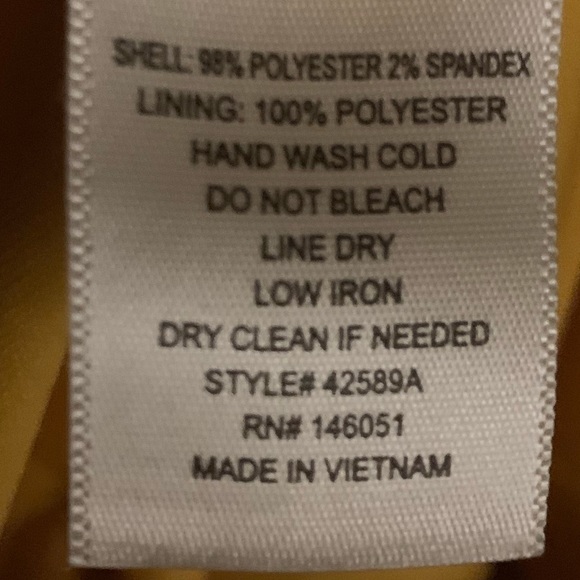 SHELL: 98% POLYESTER 2% SPANDEX
LINING: 100% POLYESTER
HAND WASH COLD
DO NOT BLEACH
LINE DRY
LOW IRON
DRY CLEAN IF NEEDED
STYLE# 42589A
RN# 146051
MADE IN VIETNAM